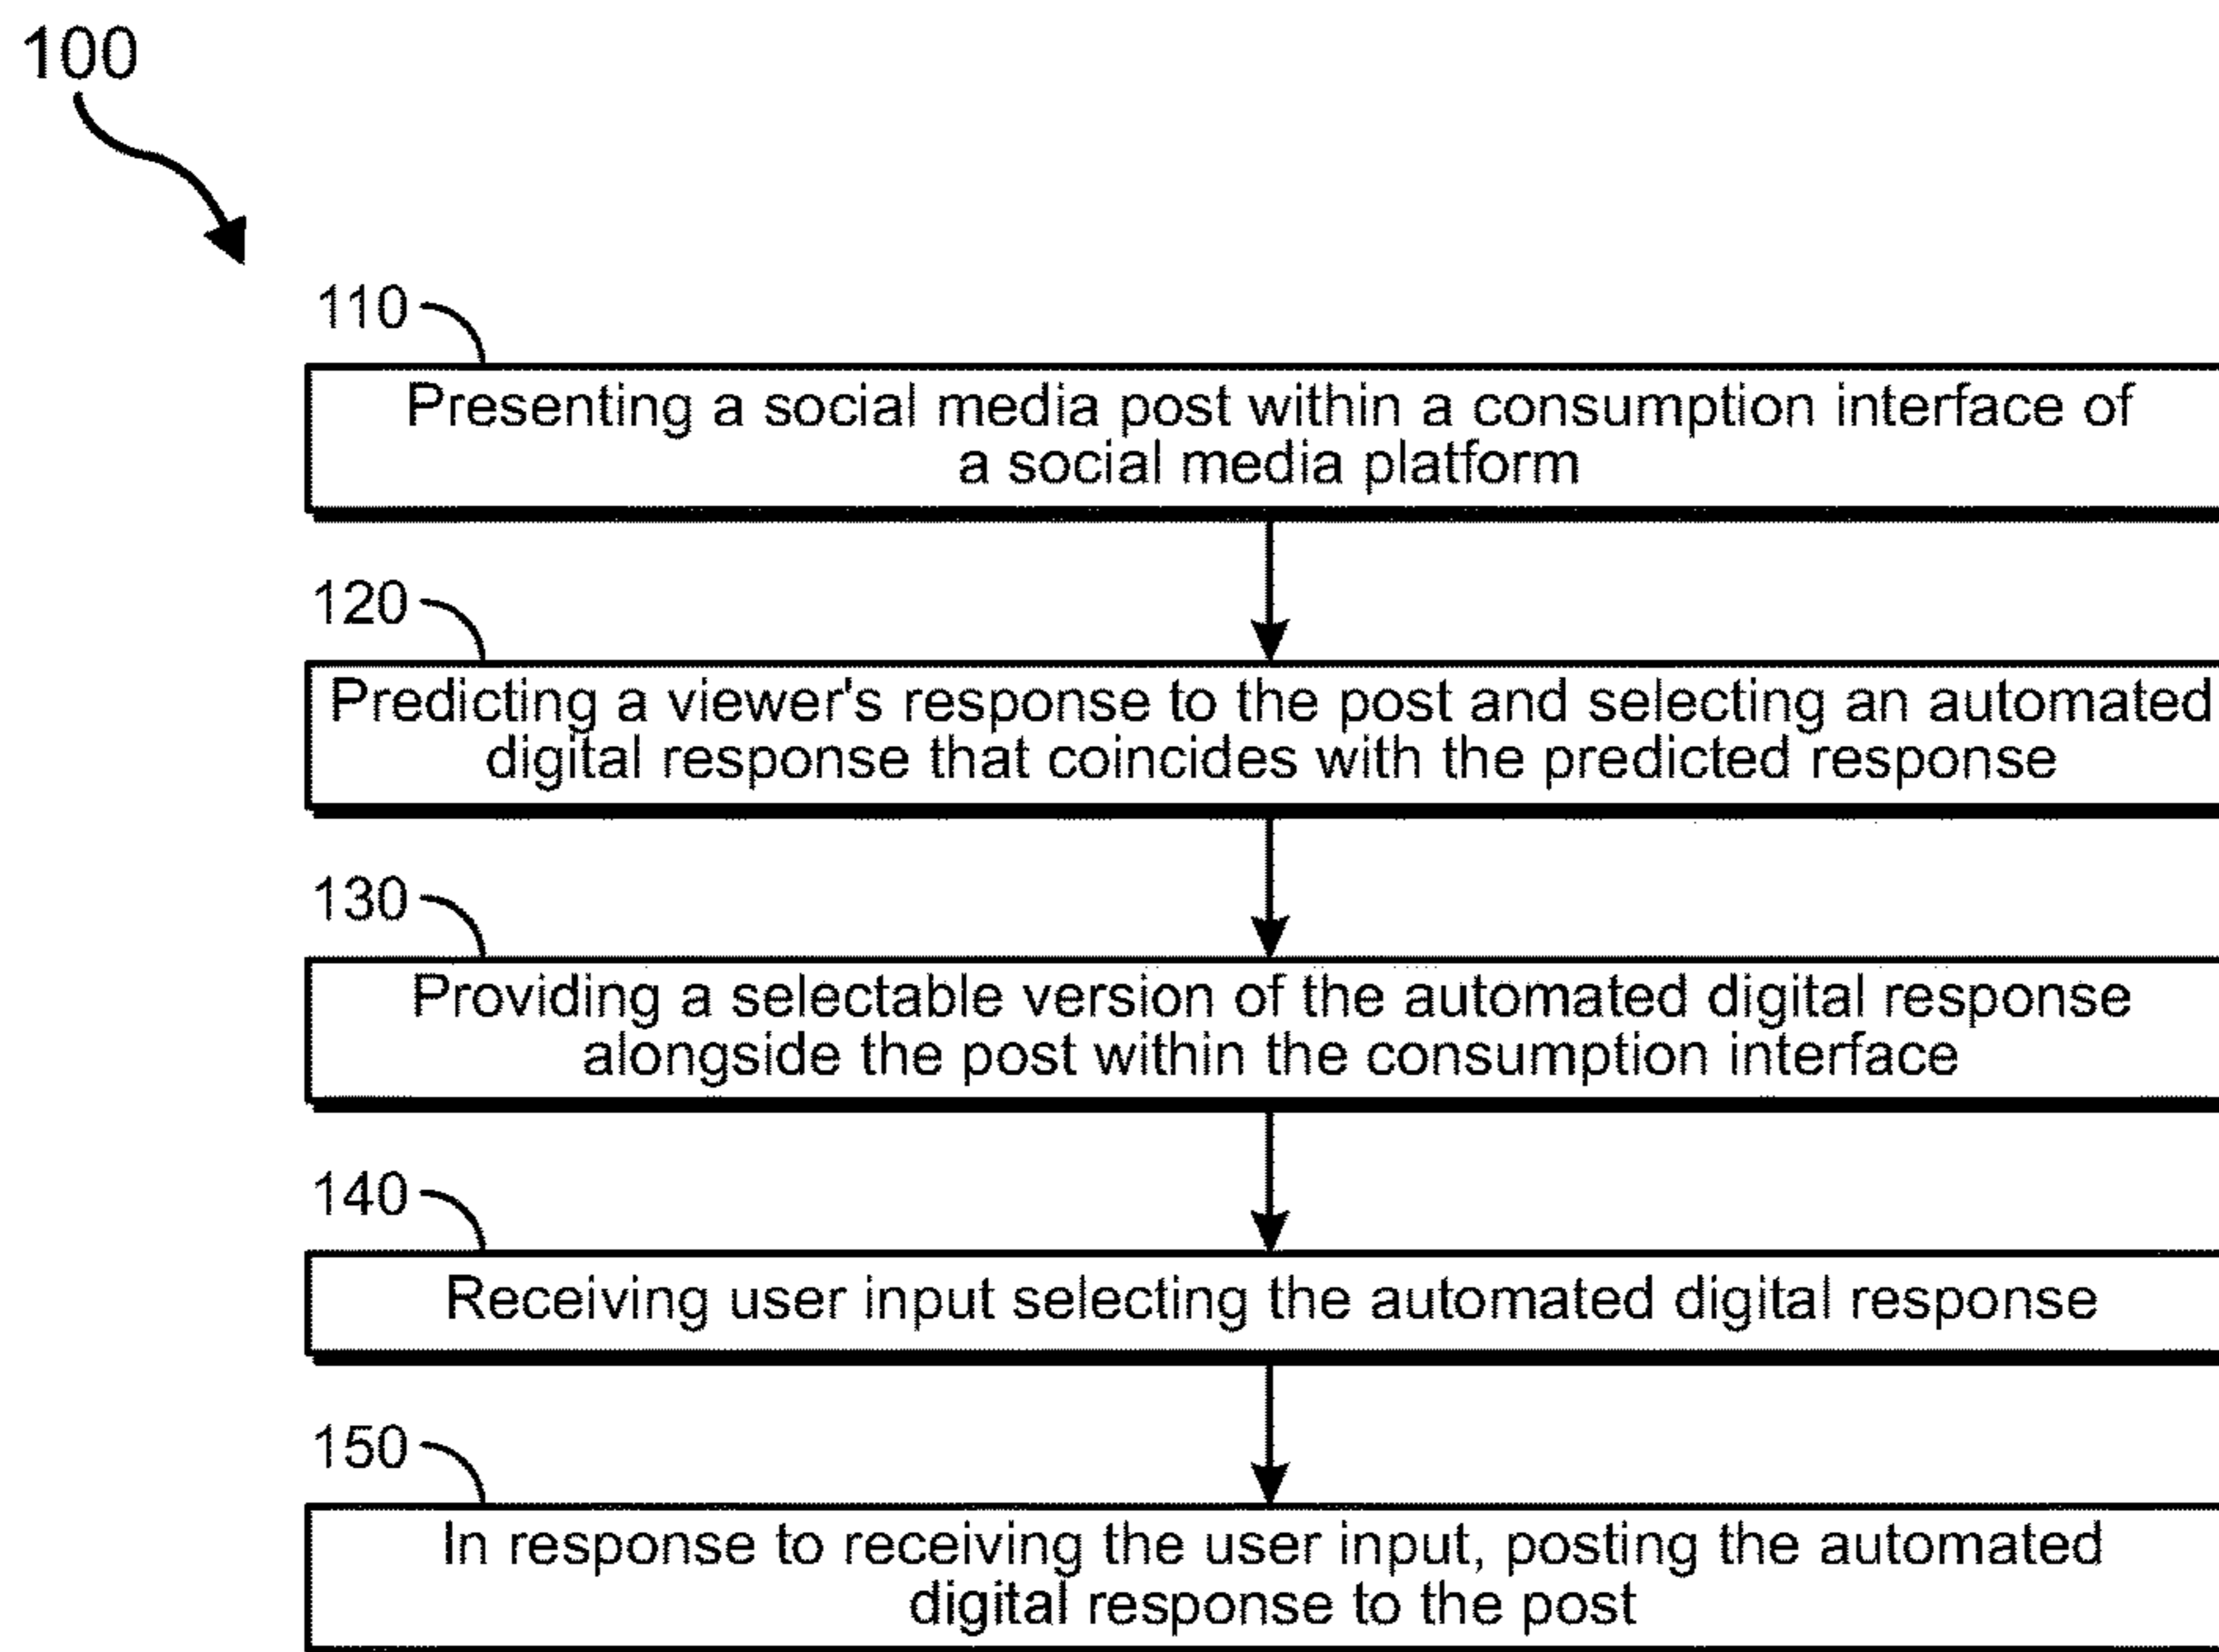 100
110
Presenting a social media post within a consumption interface of
a social media platform
120
Predicting a viewer's response to the post and selecting an automated
digital response that coincides with the predicted response
130
Providing a selectable version of the automated digital response
alongside the post within the consumption interface
140
Receiving user input selecting the automated digital response
150
In response to receiving the user input, posting the automated
digital response to the post